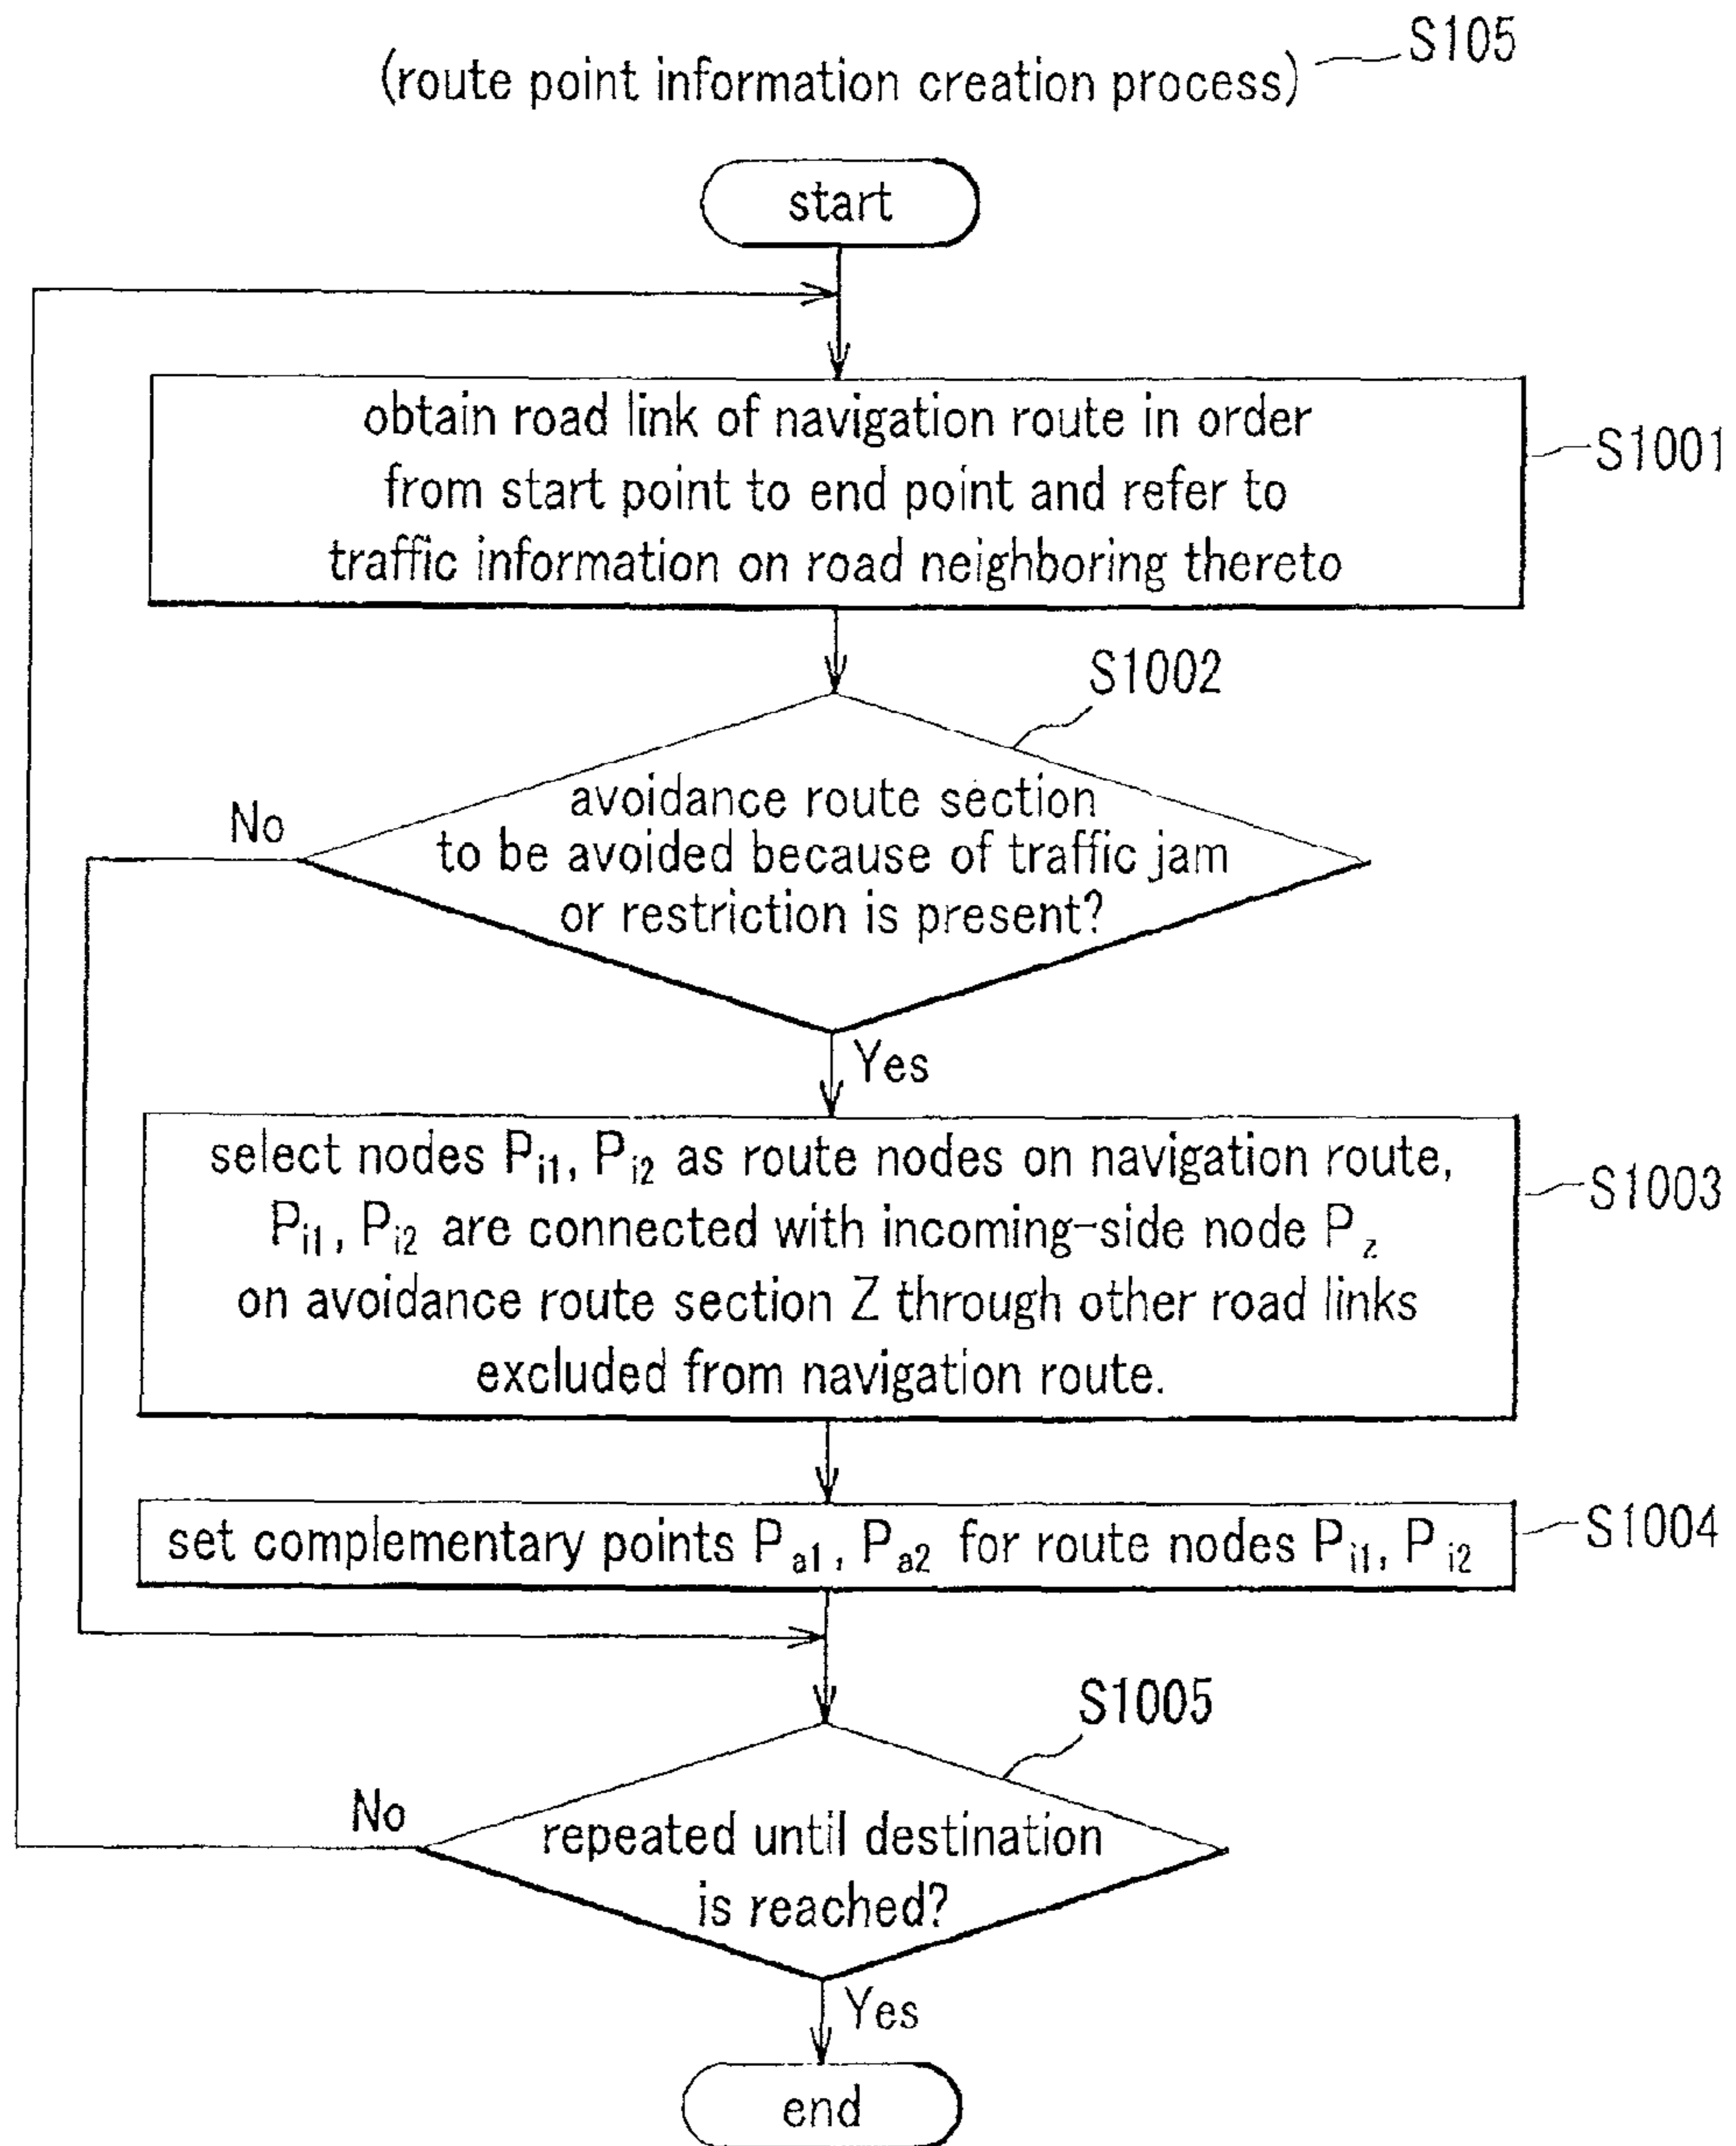 S105
(route point information creation process)
start
obtain road link of navigation route in order
from start point to end point and refer to
traffic information on road neighboring thereto
S1001
S1002
avoidance route section
to be avoided because of traffic jam
or restriction is present?
No
Yes
select nodes Pi1, Pi2 as route nodes on navigation route,
Pi1, Pi2 are connected with incoming-side node Pz
on avoidance route section Z through other road links
excluded from navigation route.
S1003
set complementary points Pa1, Pa2 for route nodes Pi1, Pi2
S1004
S1005
No
repeated until destination
is reached?
Yes
end